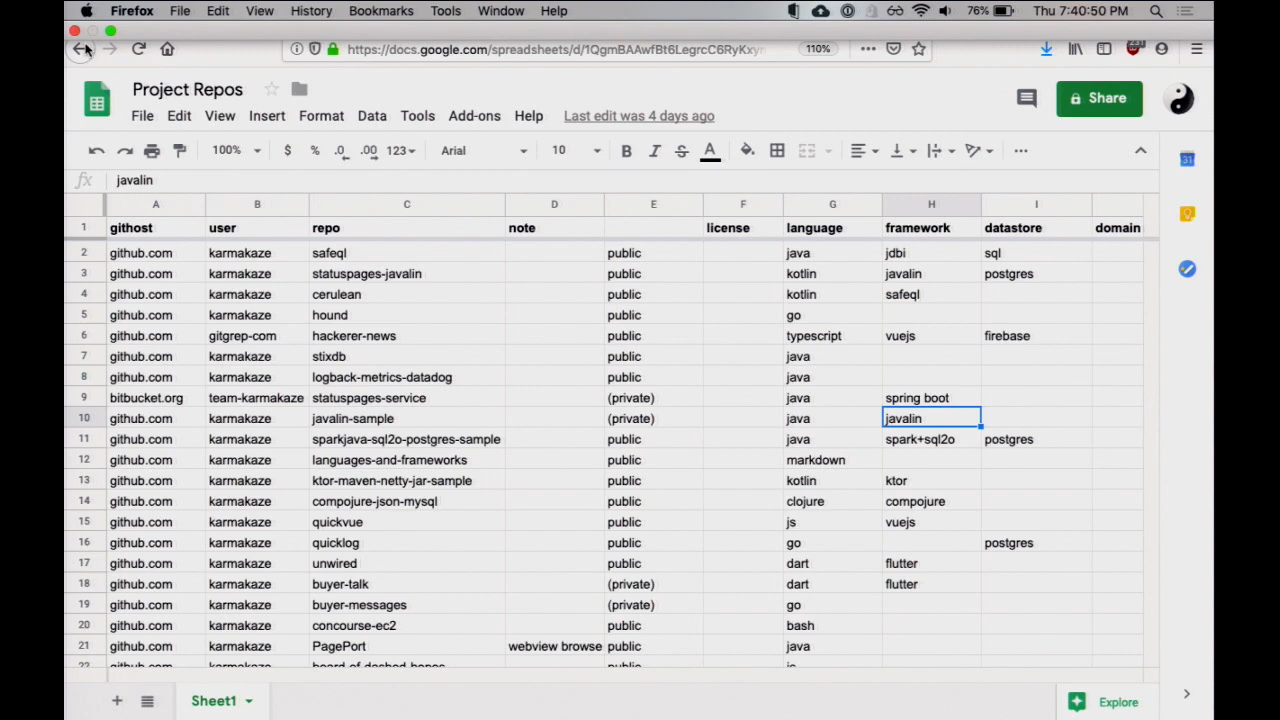 Firefox File Edit View History Bookmarks Tools Window Help 76% Thu 7:40:50 PM
https://docs.google.com/spreadsheets/d/1QgmBAAwfBt6LegrcC6RyKxyn 110%
Project Repos
Share
File Edit View Insert Format Data Tools Add-ons Help Last edit was 4 days ago
100% $ % .0 .00 123 Arial 10 B I S A
fx javalin
A B C D E F G H I
1 githost user repo note license language framework datastore domain
2 github.com karmakaze safeql public java jdbi sql
3 github.com karmakaze statuspages-javalin public kotlin javalin postgres
4 github.com karmakaze cerulean public kotlin safeql
5 github.com karmakaze hound public go
6 github.com gitgrep-com hackerer-news public typescript vuejs firebase
7 github.com karmakaze stixdb public java
8 github.com karmakaze logback-metrics-datadog public java
9 bitbucket.org team-karmakaze statuspages-service (private) java spring boot
10 github.com karmakaze javalin-sample (private) java javalin
11 github.com karmakaze sparkjava-sql2o-postgres-sample public java spark+sql2o postgres
12 github.com karmakaze languages-and-frameworks public markdown
13 github.com karmakaze ktor-maven-netty-jar-sample public kotlin ktor
14 github.com karmakaze compojure-json-mysql public clojure compojure
15 github.com karmakaze quickvue public js vuejs
16 github.com karmakaze quicklog public go postgres
17 github.com karmakaze unwired public dart flutter
18 github.com karmakaze buyer-talk (private) dart flutter
19 github.com karmakaze buyer-messages (private) go
20 github.com karmakaze concourse-ec2 public bash
21 github.com karmakaze PagePort webview browse public java
22 github.com karmakaze board-of-dashed-hopes public js
Sheet1 Explore